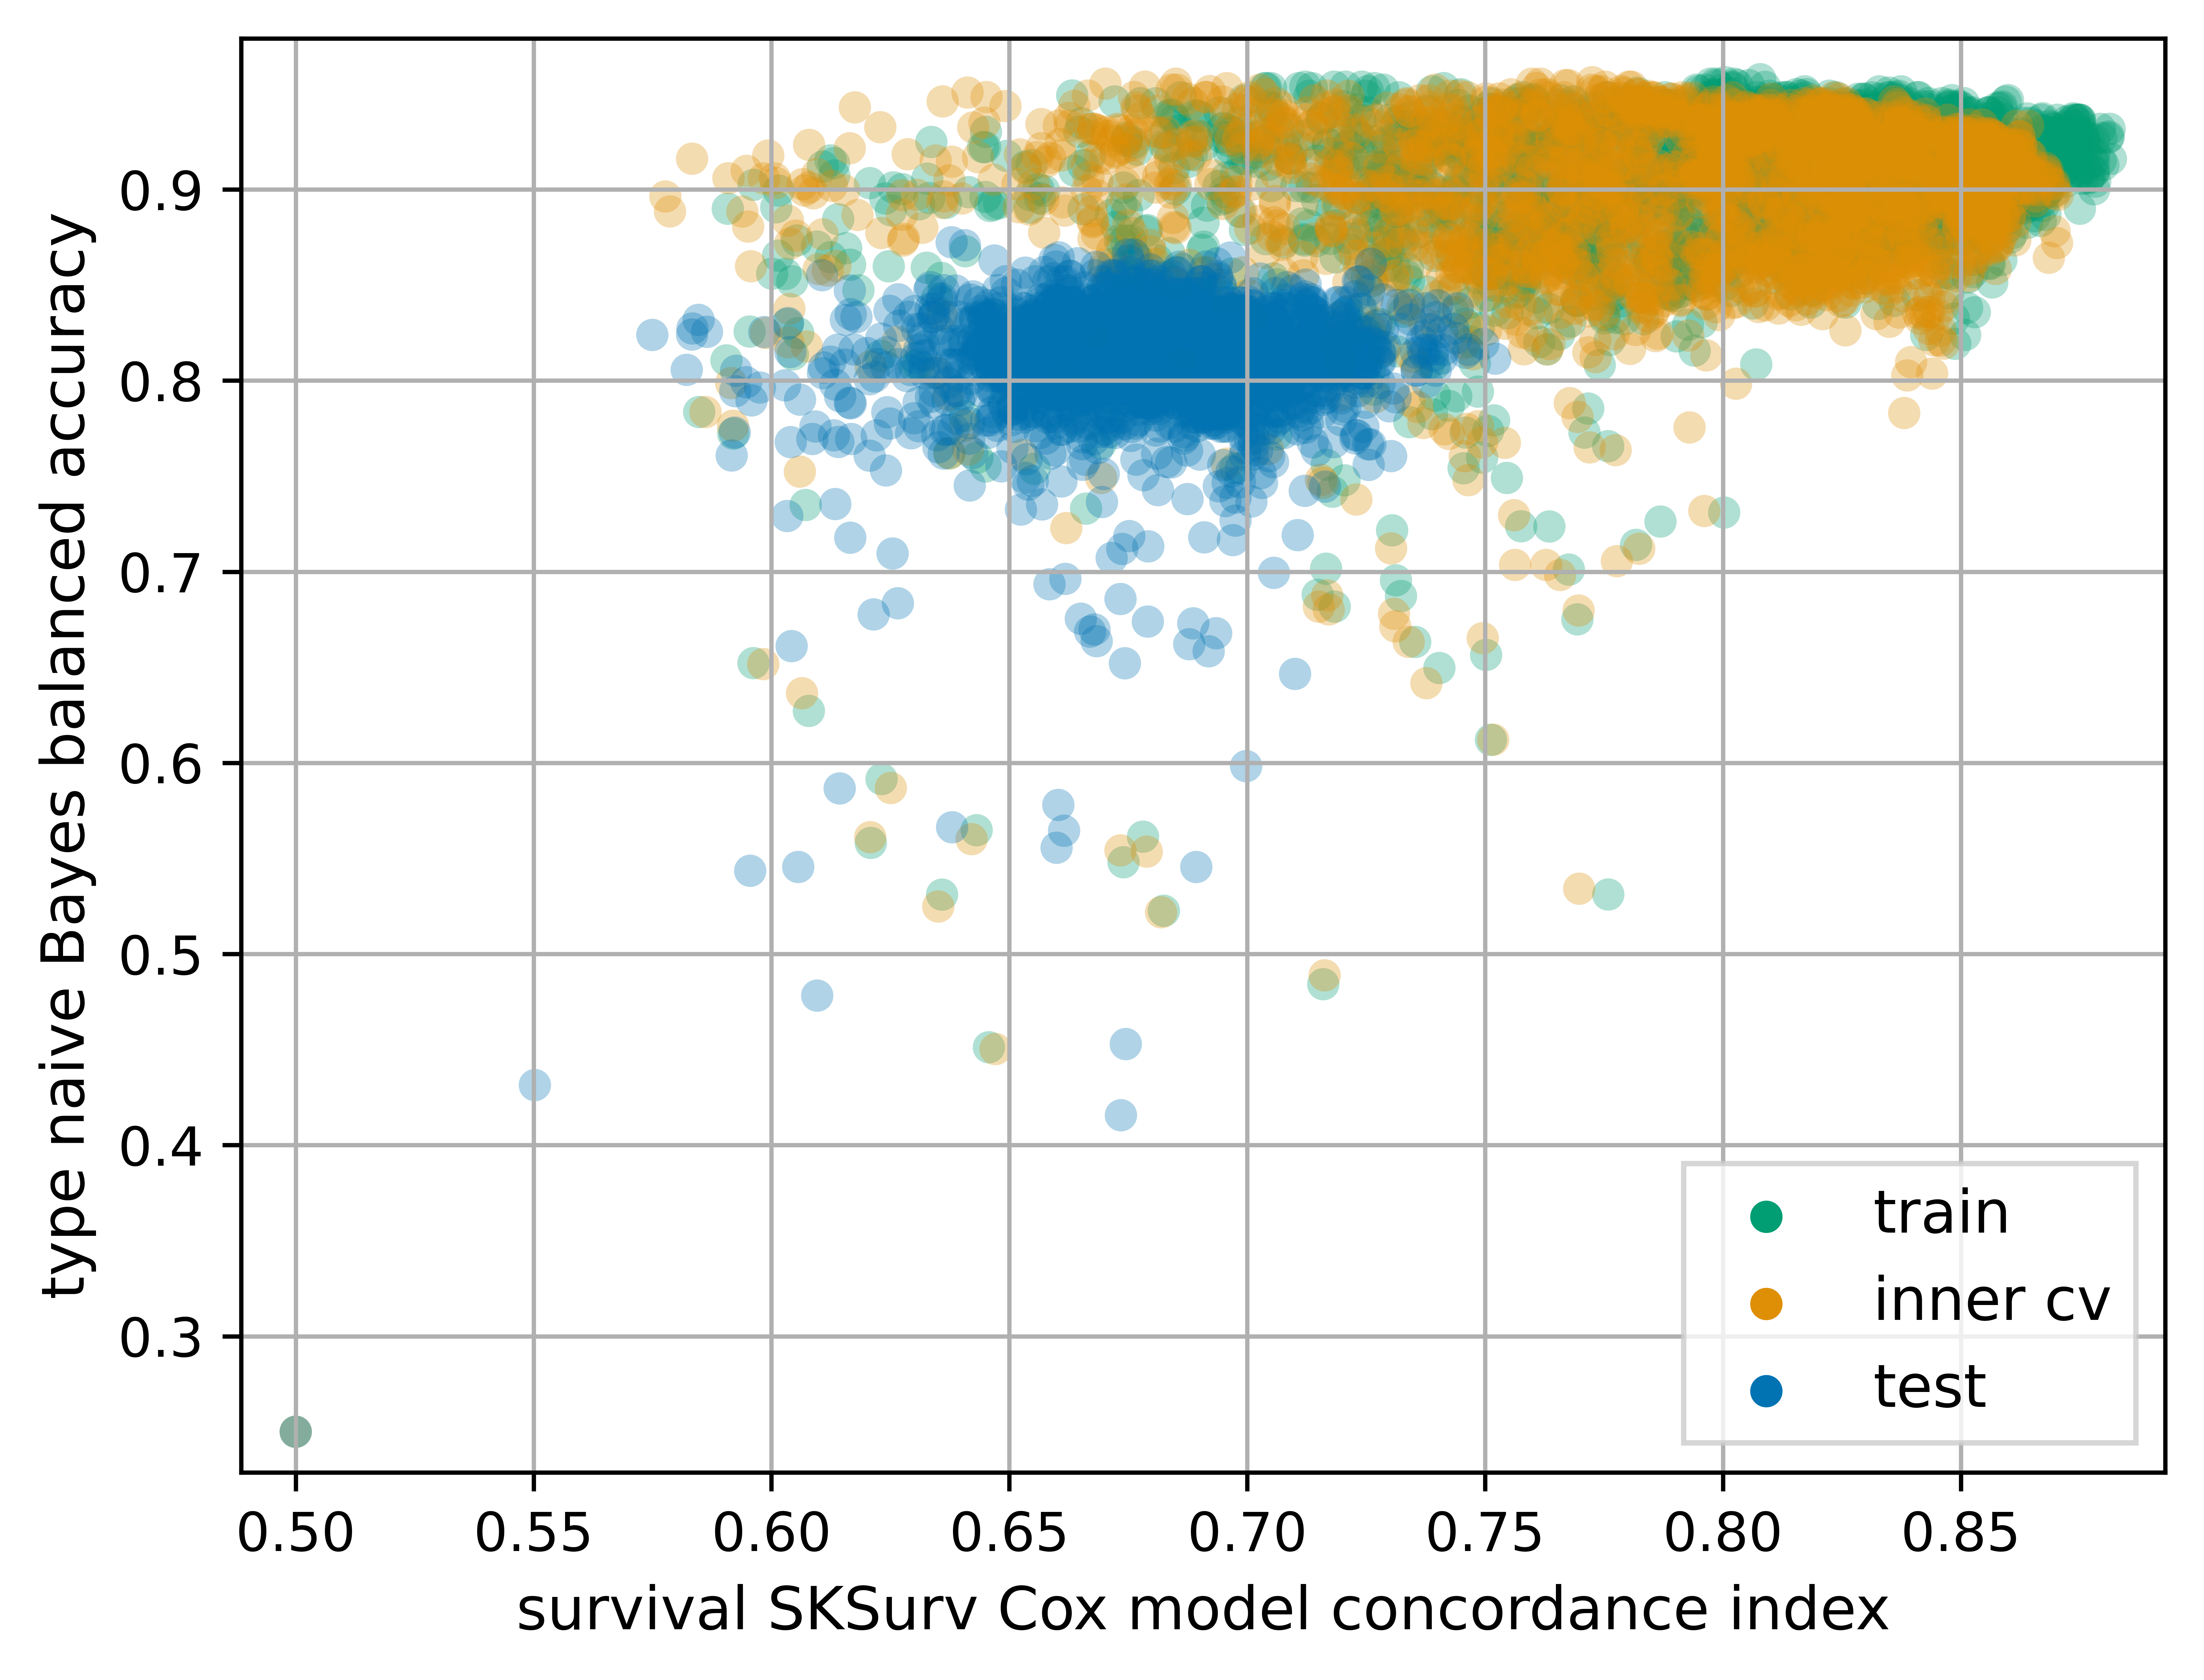 type naive Bayes balanced accuracy
0.9
0.8
0.7
0.6
0.5
0.4
0.3
train
inner cv
test
0.50 0.55 0.60 0.65 0.70 0.75 0.80 0.85
survival SKSurv Cox model concordance index